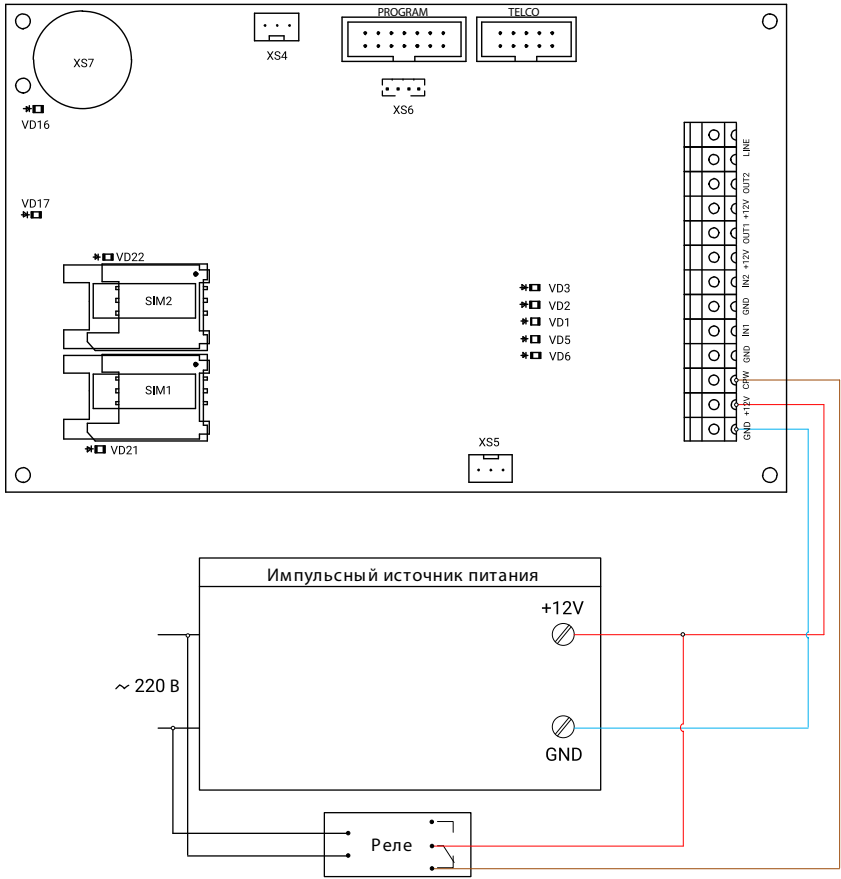 PROGRAM
TELCO
XS7
XS4
XS6
VD16
VD17
VD22
SIM2
SIM1
VD21
VD3
VD2
VD1
VD5
VD6
XS5
LINE
OUT2
+12V
OUT1
+12V
IN2
GND
IN1
GND
CPW
+12V
GND
Импульсный источник питания
+12V
~ 220 В
GND
Реле